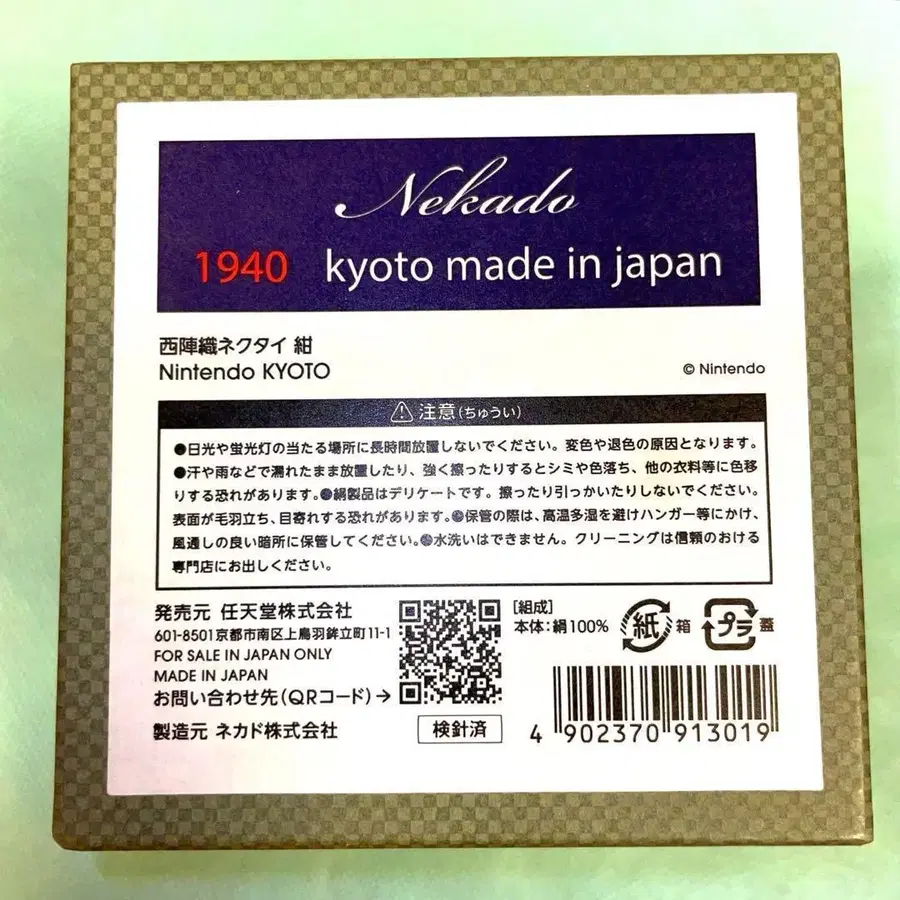 Nekado
1940 kyoto made in japan
西陣織ネクタイ 紺
Nintendo KYOTO
© Nintendo
注意(ちゅうい)
●日光や蛍光灯の当たる場所に長時間放置しないでください。変色や退色の原因となります。
●汗や雨などで濡れたまま放置したり、強く擦ったりするとシミや色落ち、他の衣料等に色移
りする恐れがあります。●絹製品はデリケートです。擦ったり引っかいたりしないでください。
表面が毛羽立ち、目寄れする恐れがあります。●保管の際は、高温多湿を避けハンガー等にかけ、
風通しの良い暗所に保管してください。●水洗いはできません。クリーニングは信頼のおける
専門店にお出しください。
発売元 任天堂株式会社
601-8501 京都市南区上鳥羽鉾立町11-1
FOR SALE IN JAPAN ONLY
MADE IN JAPAN
お問い合わせ先(QRコード)→
製造元 ネカド株式会社
検針済
[組成]
本体:絹100%
紙 箱
プラ 蓋
4 902370 913019